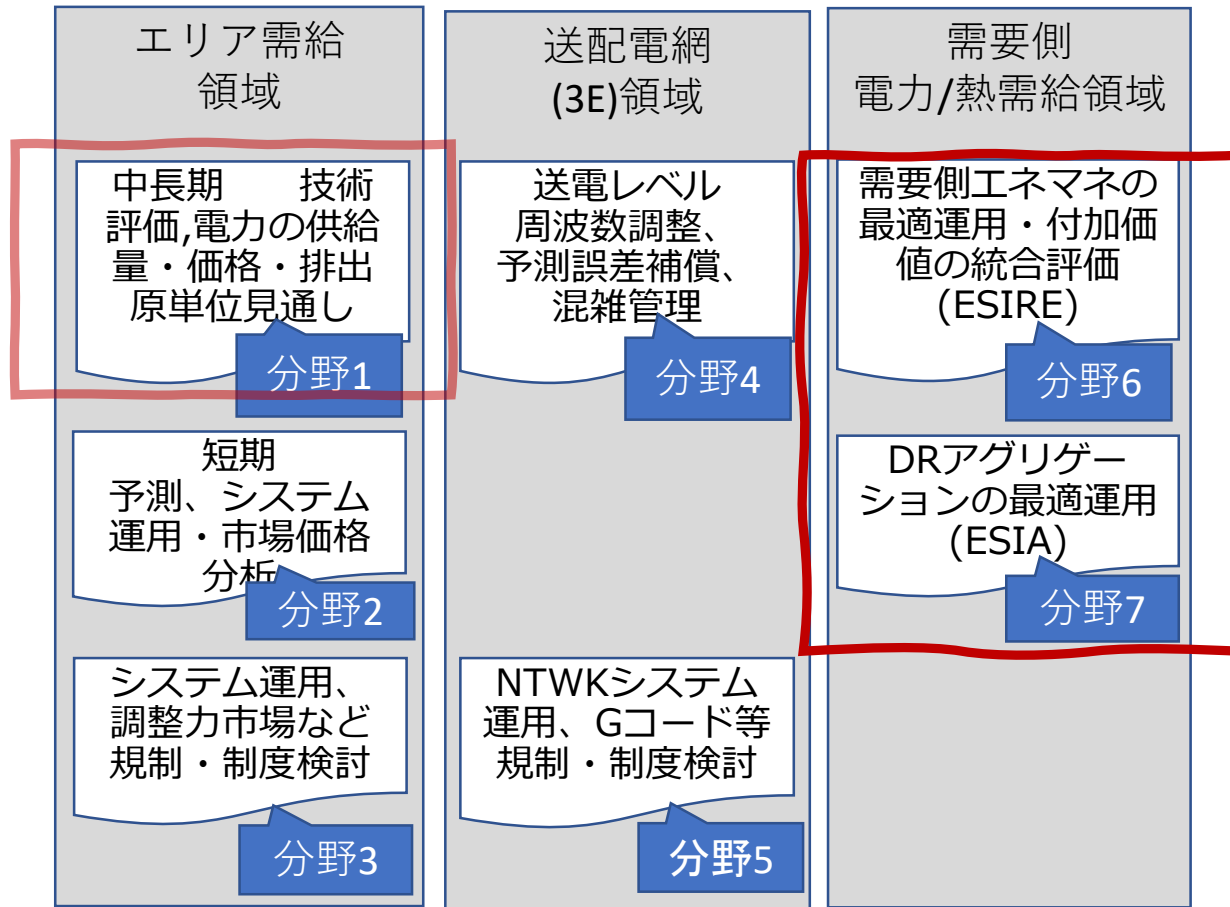 エリア需給
領域
中長期　　技術
評価,電力の供給
量・価格・排出
原単位見通し
分野1
短期
予測、システム
運用・市場価格
分析
分野2
システム運用、
調整力市場など
規制・制度検討
分野3
送配電網
(3E)領域
送電レベル
周波数調整、
予測誤差補償、
混雑管理
分野4
NTWKシステム
運用、Gコード等
規制・制度検討
分野5
需要側
電力/熱需給領域
需要側エネマネの
最適運用・付加価
値の統合評価
(ESIRE)
分野6
DRアグリゲー
ションの最適運用
(ESIA)
分野7